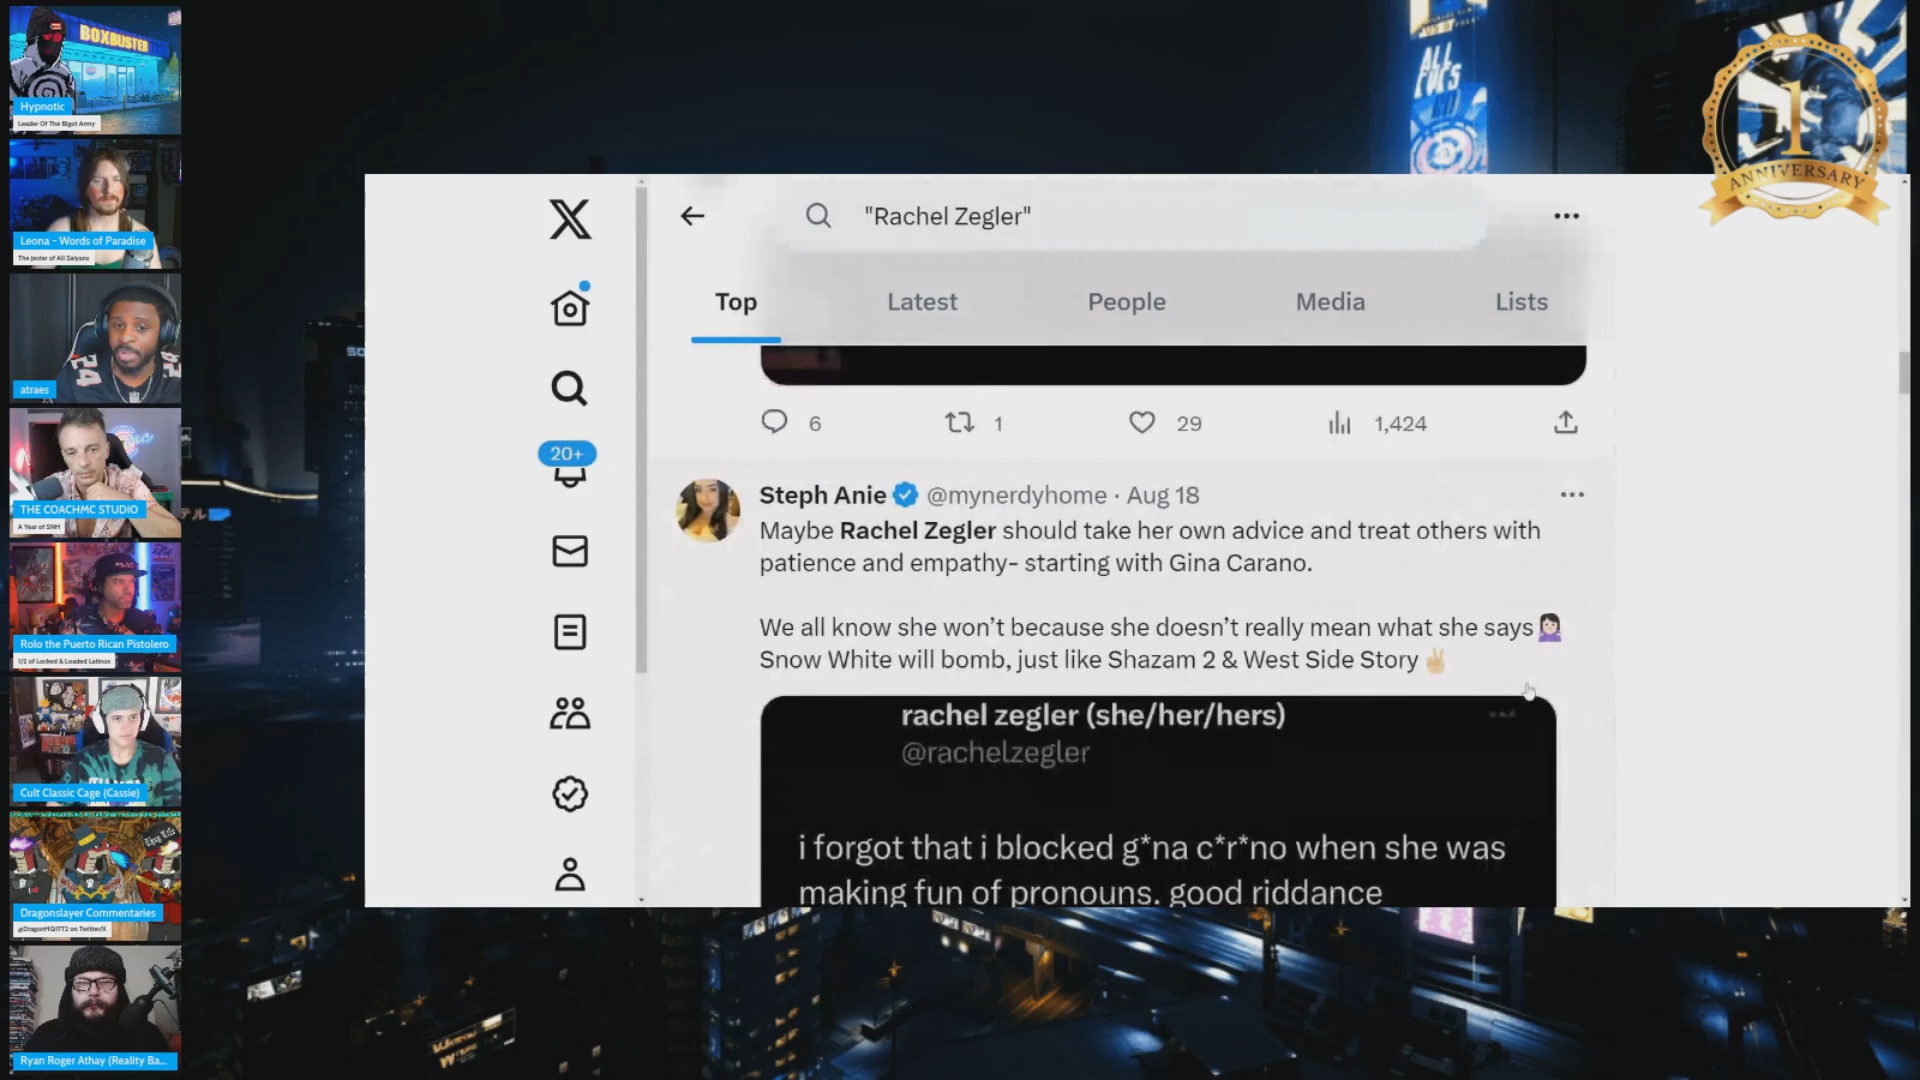 BOXBUSTER
Hypnotic
Leader Of The Bigot Army
Leona - Words of Paradise
The Jester of All Saiyans
24
atraes
THE COACHMC STUDIO
A Year of SNH
Rolo the Puerto Rican Pistolero
1/2 of Locked & Loaded Latinos
Cult Classic Cage (Cassie)
Dragonslayer Commentaries
@DragonHQ1772 on Twitter/X
Ryan Roger Athay (Reality Ba...
ALL
1st
ANNIVERSARY
"Rachel Zegler"
Top
Latest
People
Media
Lists
6
1
29
1,424
20+
Steph Anie @mynerdyhome · Aug 18
Maybe Rachel Zegler should take her own advice and treat others with
patience and empathy- starting with Gina Carano.
We all know she won't because she doesn't really mean what she says🤷🏻‍♀️
Snow White will bomb, just like Shazam 2 & West Side Story ✌🏼
rachel zegler (she/her/hers)
@rachelzegler
i forgot that i blocked g*na c*r*no when she was
making fun of pronouns. good riddance